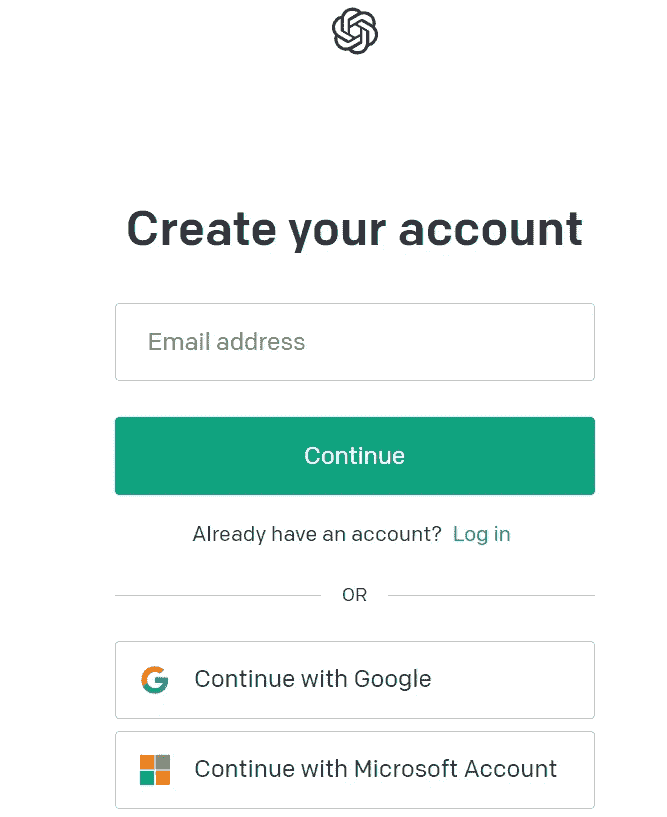 Create your account
Email address
Continue
Already have an account? Log in
OR
Continue with Google
Continue with Microsoft Account